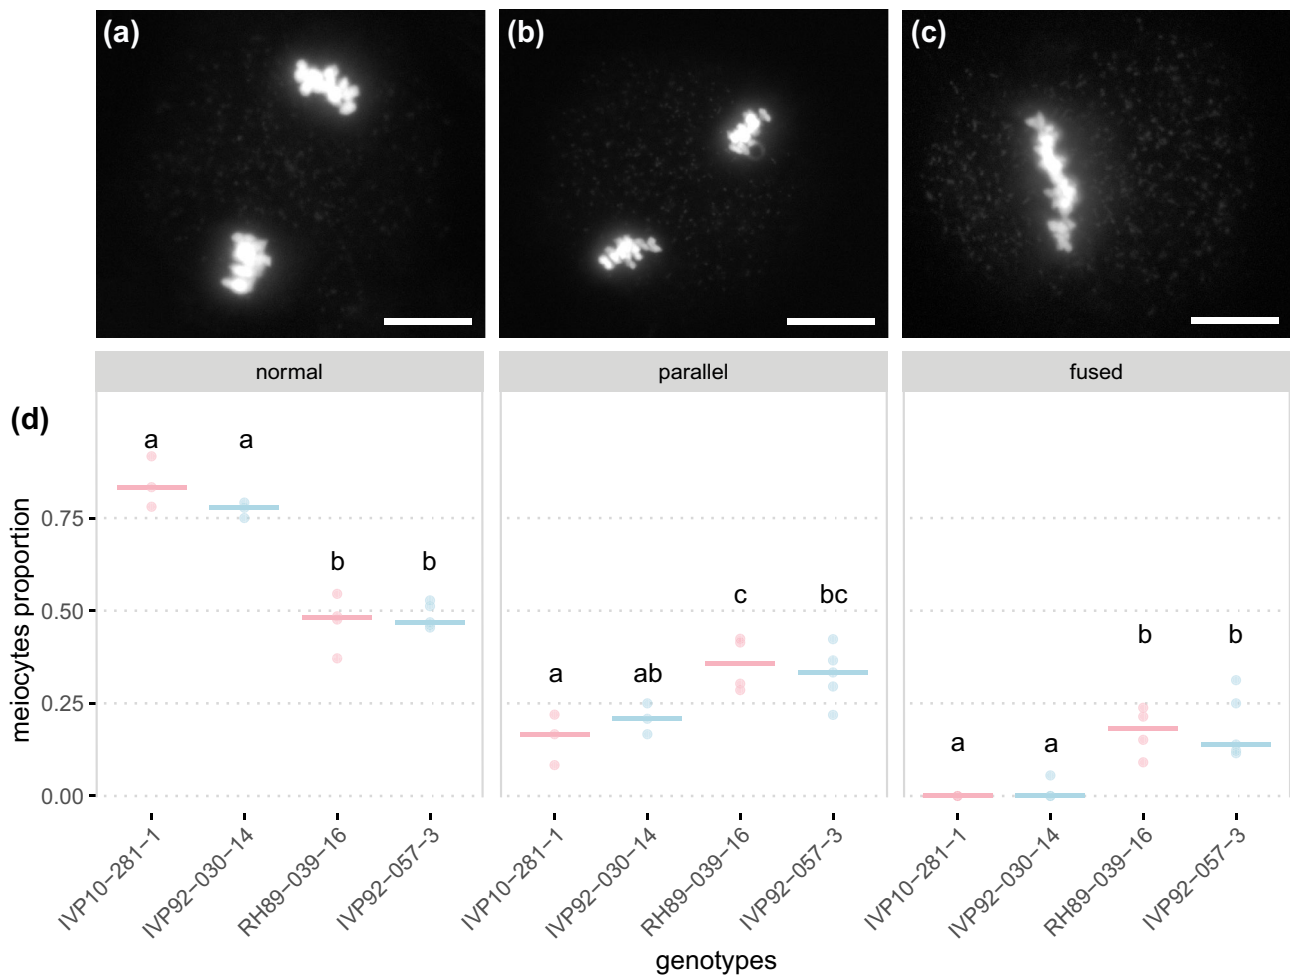 (a) (b) (c)
normal parallel fused
(d)
a a b b a ab c bc a a b b
meiocytes proportion
0.75
0.50
0.25
0.00
IVP10−281−1 IVP92−030−14 RH89−039−16 IVP92−057−3 IVP10−281−1 IVP92−030−14 RH89−039−16 IVP92−057−3 IVP10−281−1 IVP92−030−14 RH89−039−16 IVP92−057−3
genotypes